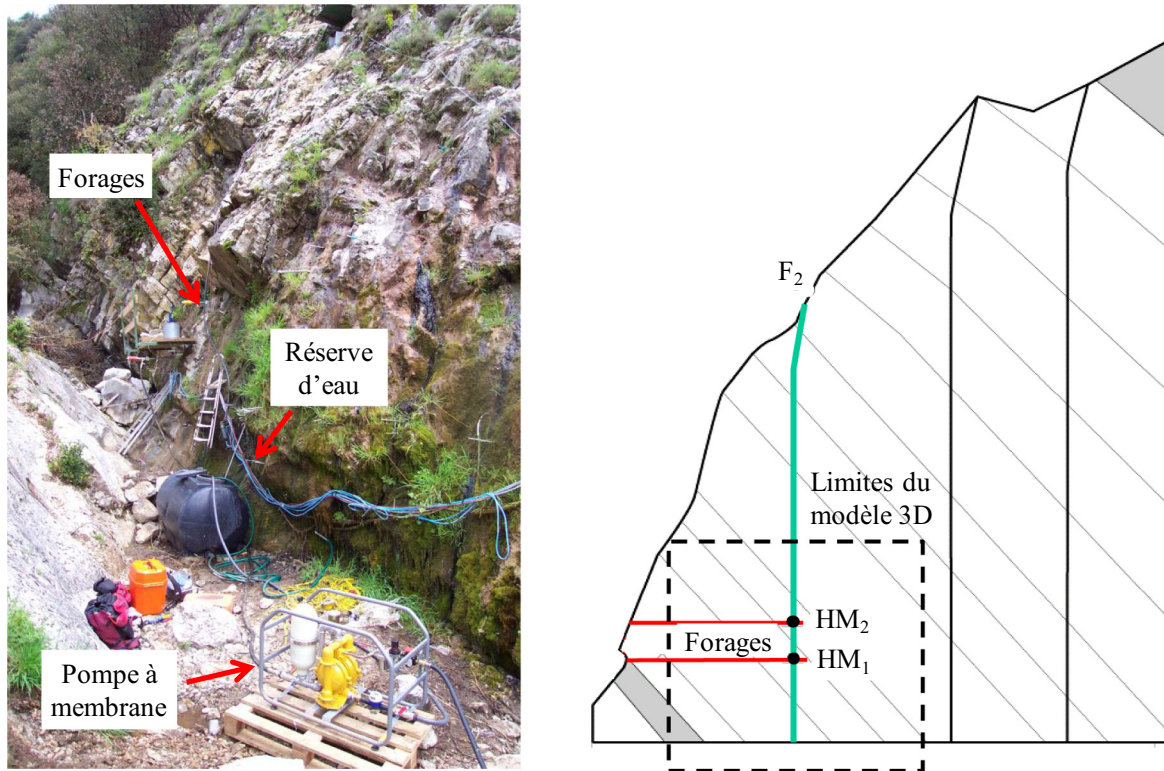 Forages
Réserve
d'eau
Pompe à
membrane
F2
Limites du
modèle 3D
HM2
Forages
HM1